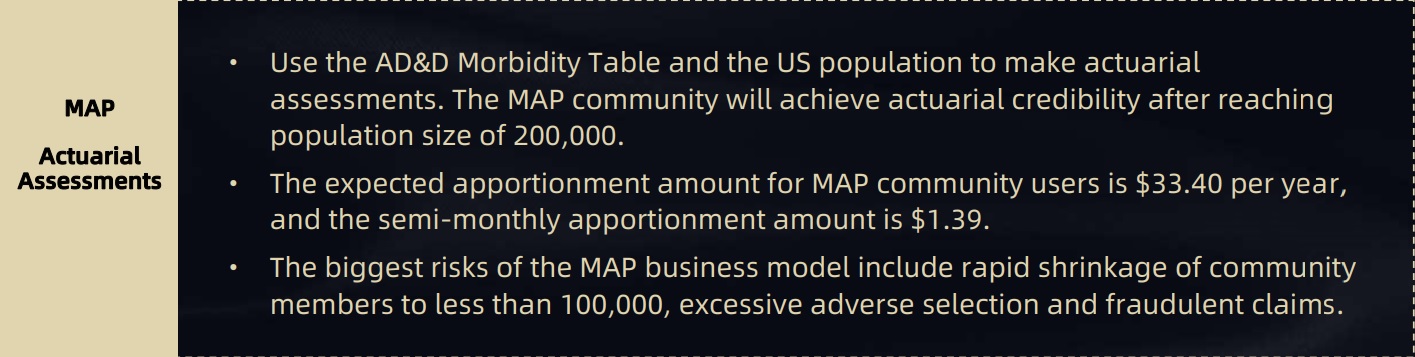 MAP
Actuarial
Assessments
• Use the AD&D Morbidity Table and the US population to make actuarial
assessments. The MAP community will achieve actuarial credibility after reaching
population size of 200,000.
• The expected apportionment amount for MAP community users is $33.40 per year,
and the semi-monthly apportionment amount is $1.39.
• The biggest risks of the MAP business model include rapid shrinkage of community
members to less than 100,000, excessive adverse selection and fraudulent claims.